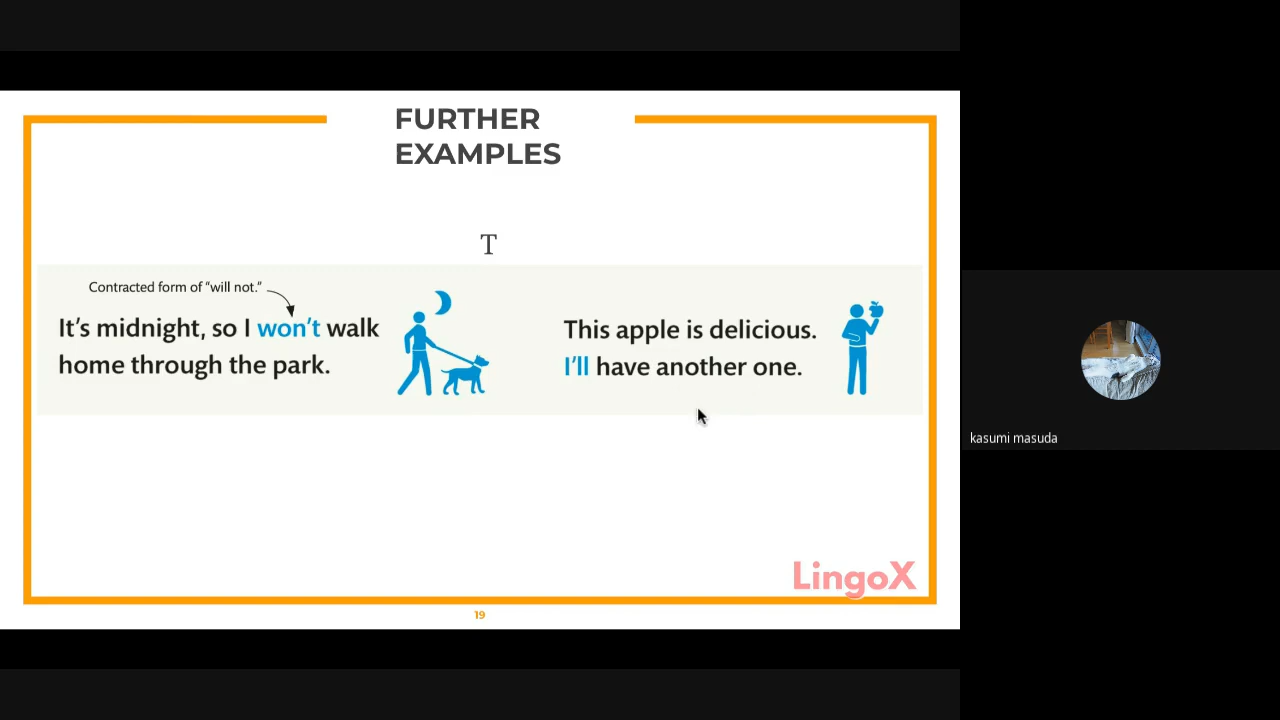 FURTHER
EXAMPLES
T
Contracted form of “will not.”
It’s midnight, so I won’t walk
home through the park.
This apple is delicious.
I’ll have another one.
LingoX
19
kasumi masuda